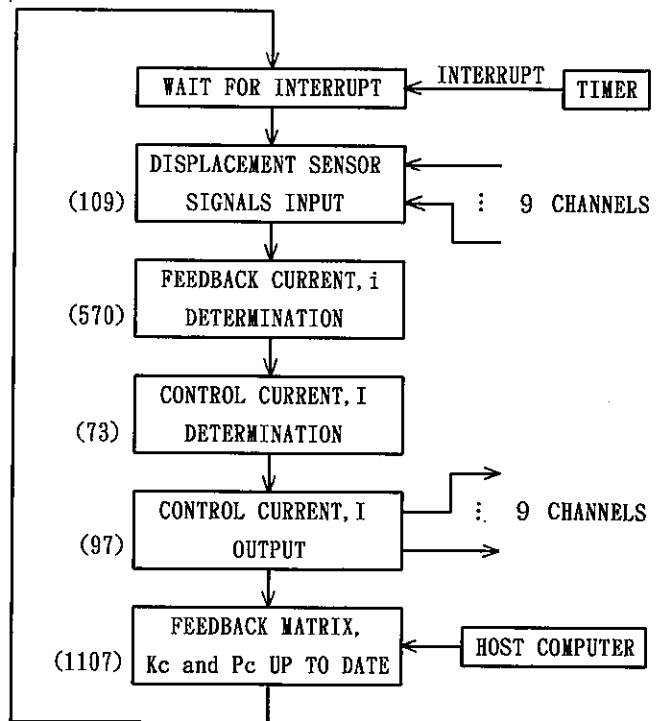 WAIT FOR INTERRUPT
INTERRUPT
TIMER
DISPLACEMENT SENSOR
SIGNALS INPUT
(109)
⋮ 9 CHANNELS
FEEDBACK CURRENT, i
DETERMINATION
(570)
CONTROL CURRENT, I
DETERMINATION
(73)
CONTROL CURRENT, I
OUTPUT
(97)
⋮ 9 CHANNELS
FEEDBACK MATRIX,
Kc and Pc UP TO DATE
(1107)
HOST COMPUTER